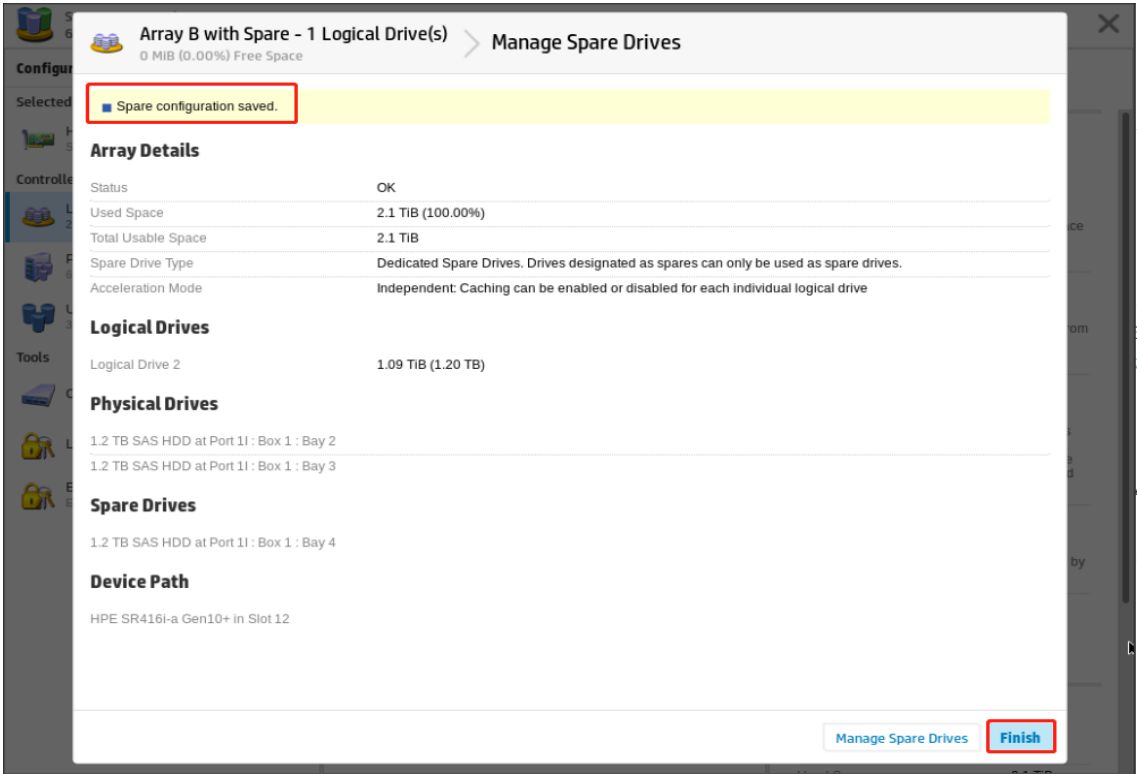 Array B with Spare - 1 Logical Drive(s)
0 MiB (0.00%) Free Space
Manage Spare Drives
Spare configuration saved.
Array Details
Status OK
Used Space 2.1 TiB (100.00%)
Total Usable Space 2.1 TiB
Spare Drive Type Dedicated Spare Drives. Drives designated as spares can only be used as spare drives.
Acceleration Mode Independent: Caching can be enabled or disabled for each individual logical drive
Logical Drives
Logical Drive 2 1.09 TiB (1.20 TB)
Physical Drives
1.2 TB SAS HDD at Port 1I : Box 1 : Bay 2
1.2 TB SAS HDD at Port 1I : Box 1 : Bay 3
Spare Drives
1.2 TB SAS HDD at Port 1I : Box 1 : Bay 4
Device Path
HPE SR416i-a Gen10+ in Slot 12
Manage Spare Drives
Finish
Selected
Tools
by